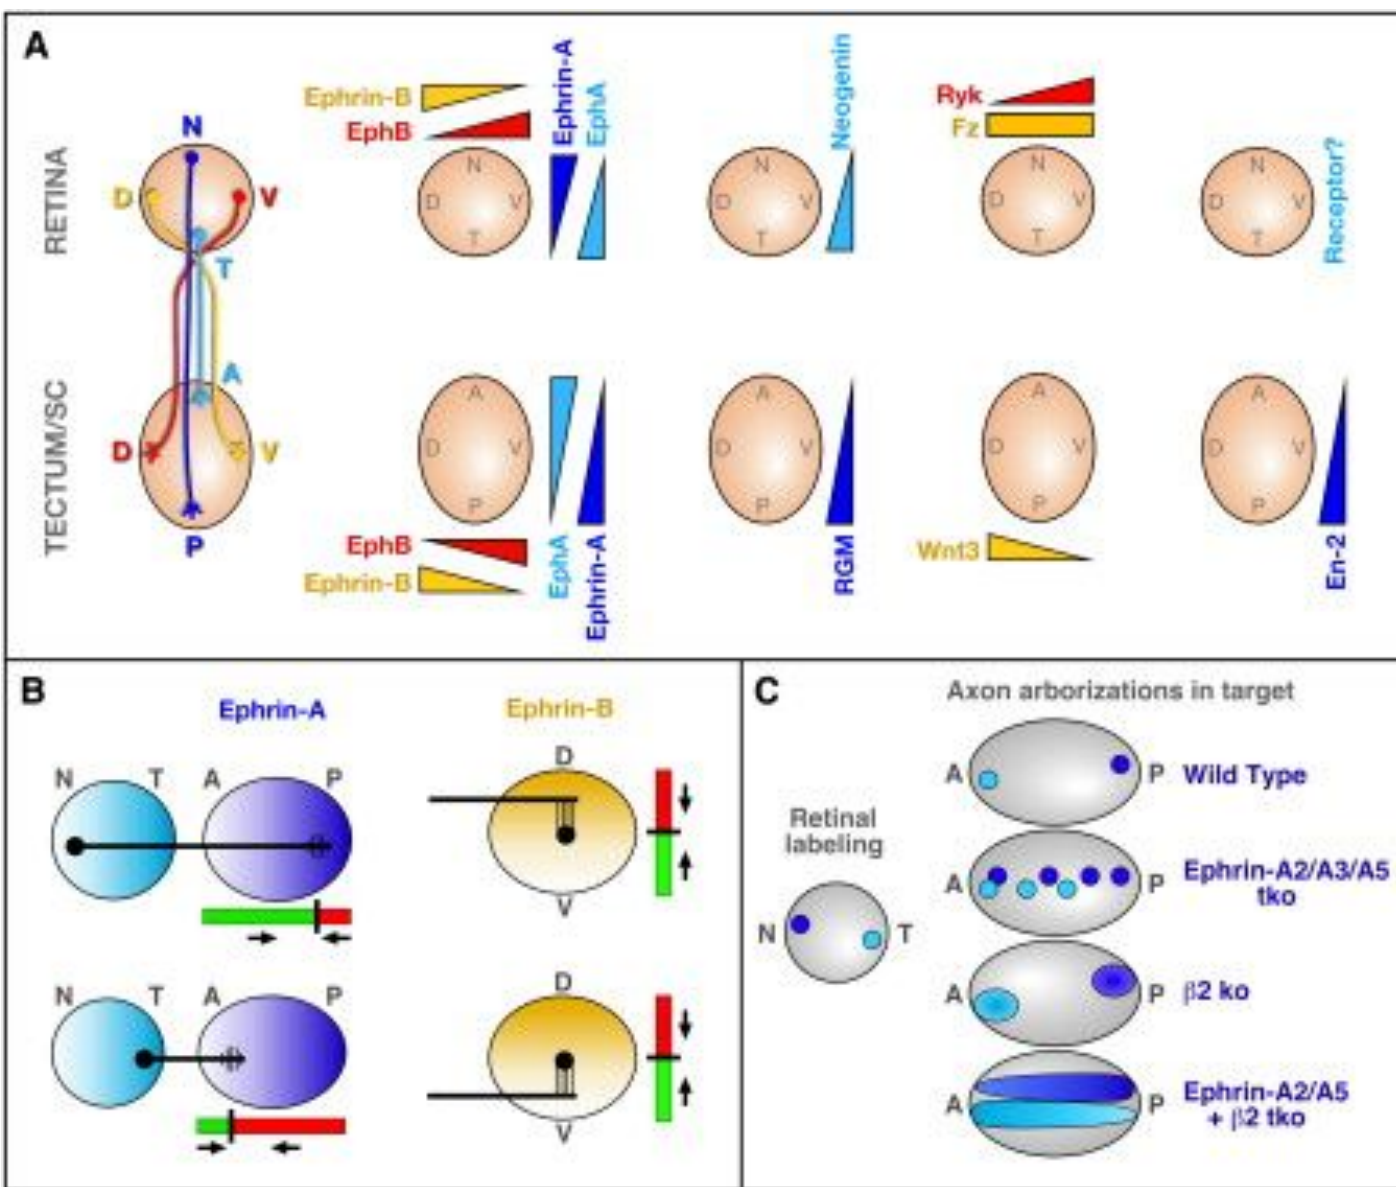 A
RETINA
N
D
V
T
A
D
V
P
TECTUM/SC
Ephrin-B
EphB
Ephrin-A
EphA
N
D
V
T
A
D
V
P
EphB
Ephrin-B
EphA
Ephrin-A
Neogenin
N
D
V
T
A
D
V
P
RGM
Ryk
Fz
N
D
V
T
A
D
V
P
Wnt3
Receptor?
N
D
V
T
A
D
V
P
En-2
B
Ephrin-A
Ephrin-B
N T A P
D
V
N T A P
D
V
C
Axon arborizations in target
Retinal
labeling
N T
A P Wild Type
A P Ephrin-A2/A3/A5
tko
A P β2 ko
A P Ephrin-A2/A5
+ β2 tko